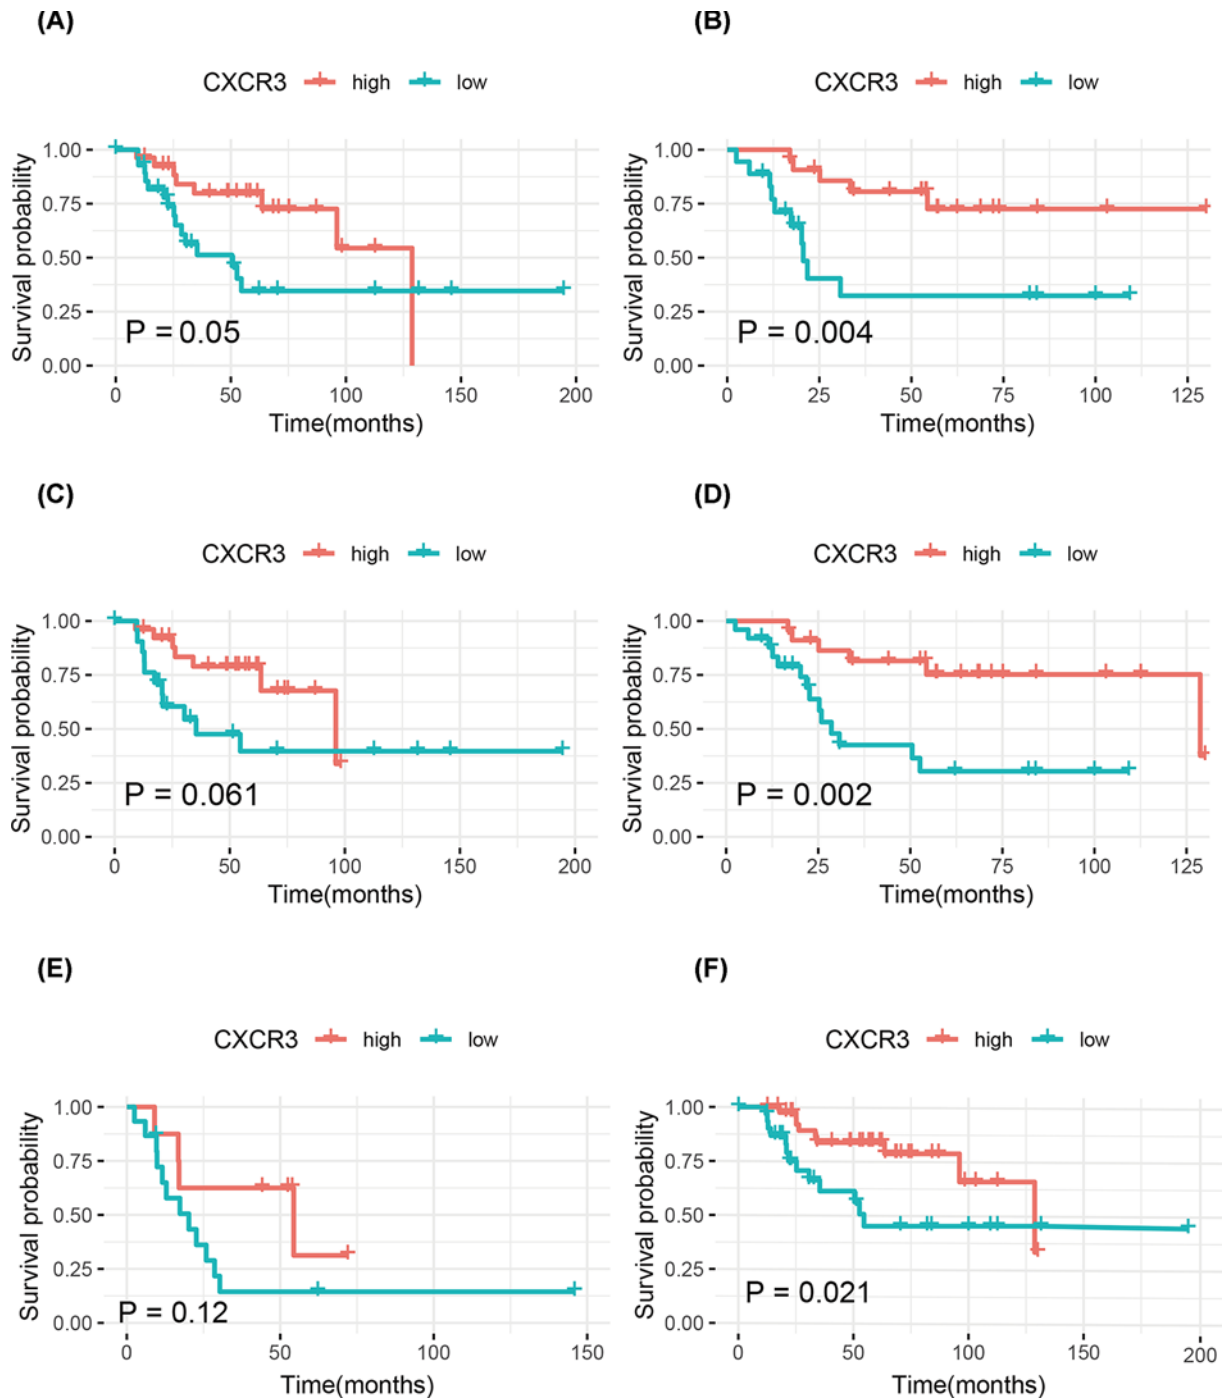 (A)
CXCR3 high low
Survival probability
1.00
0.75
0.50
0.25
0.00
P = 0.05
0 50 100 150 200
Time(months)
(B)
CXCR3 high low
Survival probability
1.00
0.75
0.50
0.25
0.00
P = 0.004
0 25 50 75 100 125
Time(months)
(C)
CXCR3 high low
Survival probability
1.00
0.75
0.50
0.25
0.00
P = 0.061
0 50 100 150 200
Time(months)
(D)
CXCR3 high low
Survival probability
1.00
0.75
0.50
0.25
0.00
P = 0.002
0 25 50 75 100 125
Time(months)
(E)
CXCR3 high low
Survival probability
1.00
0.75
0.50
0.25
0.00
P = 0.12
0 50 100 150
Time(months)
(F)
CXCR3 high low
Survival probability
1.00
0.75
0.50
0.25
0.00
P = 0.021
0 50 100 150 200
Time(months)